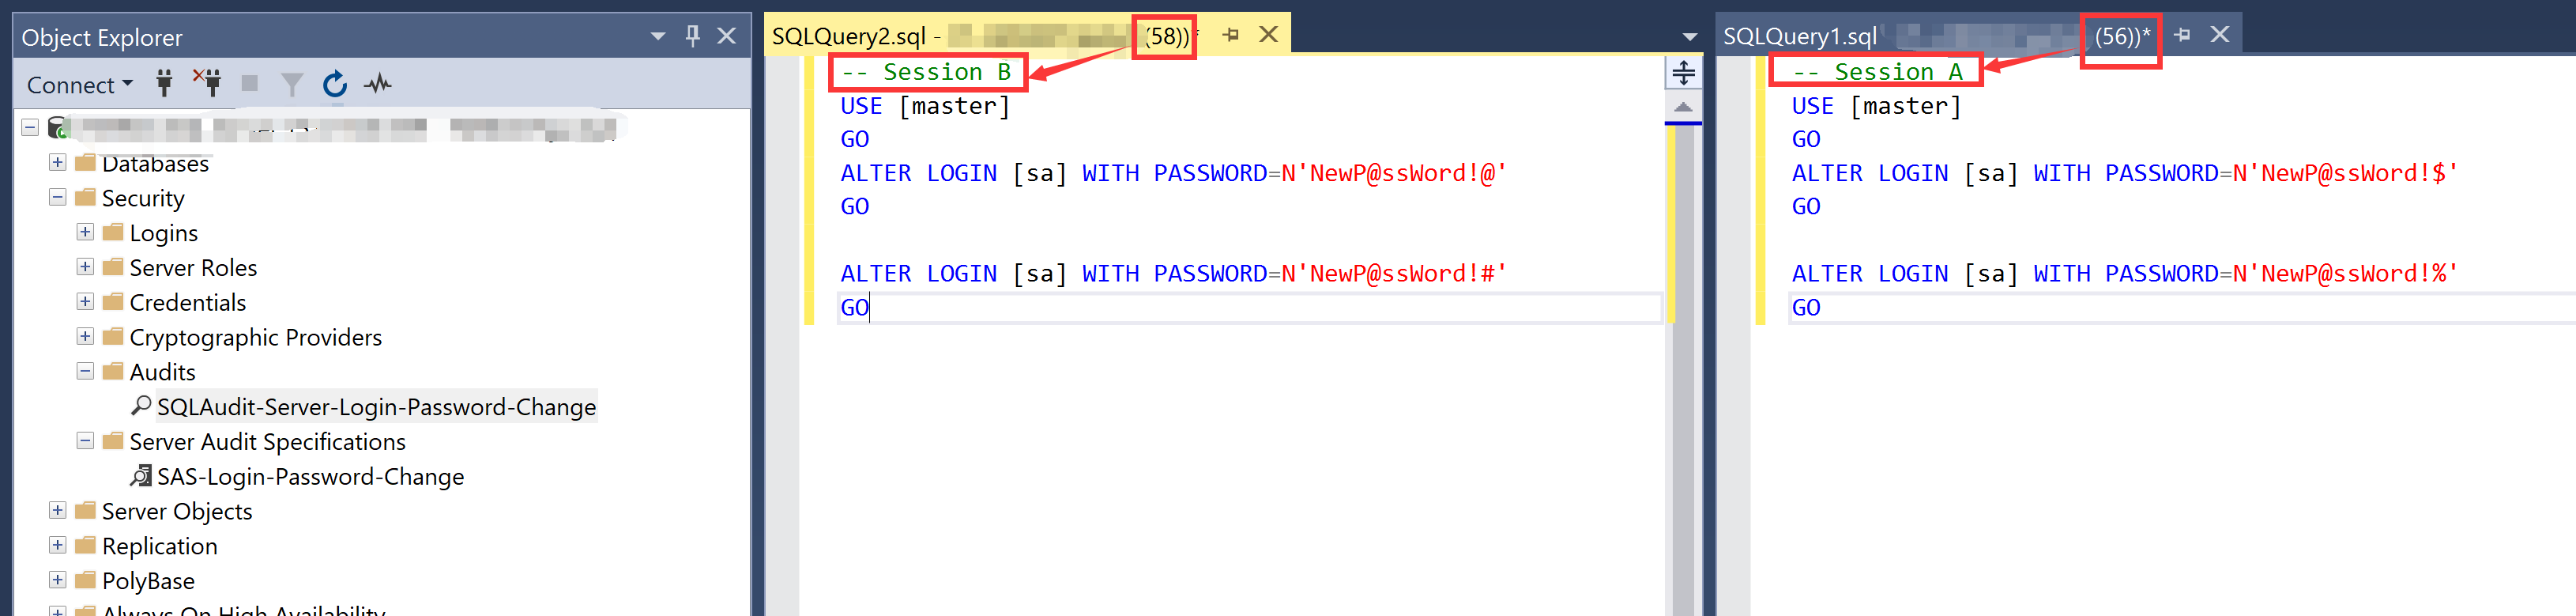 Object Explorer
Connect
Databases
Security
Logins
Server Roles
Credentials
Cryptographic Providers
Audits
SQLAudit-Server-Login-Password-Change
Server Audit Specifications
SAS-Login-Password-Change
Server Objects
Replication
PolyBase
Always On High Availability
SQLQuery2.sql - (58))*
-- Session B
USE [master]
GO
ALTER LOGIN [sa] WITH PASSWORD=N'NewP@ssWord!@'
GO
ALTER LOGIN [sa] WITH PASSWORD=N'NewP@ssWord!#'
GO
SQLQuery1.sql (56))*
-- Session A
USE [master]
GO
ALTER LOGIN [sa] WITH PASSWORD=N'NewP@ssWord!$'
GO
ALTER LOGIN [sa] WITH PASSWORD=N'NewP@ssWord!%'
GO